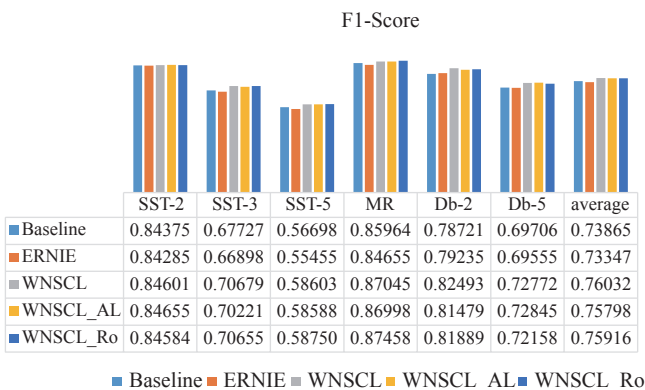 F1-Score
SST-2 SST-3 SST-5 MR Db-2 Db-5 average
Baseline 0.84375 0.67727 0.56698 0.85964 0.78721 0.69706 0.73865
ERNIE 0.84285 0.66898 0.55455 0.84655 0.79235 0.69555 0.73347
WNSCL 0.84601 0.70679 0.58603 0.87045 0.82493 0.72772 0.76032
WNSCL_AL 0.84655 0.70221 0.58588 0.86998 0.81479 0.72845 0.75798
WNSCL_Ro 0.84584 0.70655 0.58750 0.87458 0.81889 0.72158 0.75916
Baseline ERNIE WNSCL WNSCL_AL WNSCL_Ro